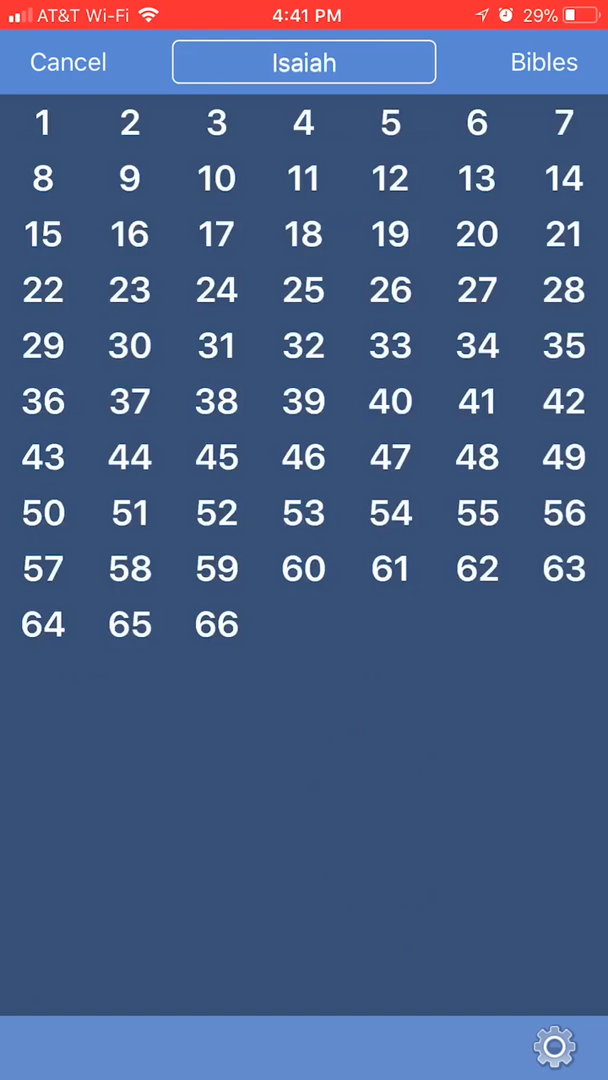 AT&T Wi-Fi 4:41 PM 29%
Cancel Isaiah Bibles
1 2 3 4 5 6 7
8 9 10 11 12 13 14
15 16 17 18 19 20 21
22 23 24 25 26 27 28
29 30 31 32 33 34 35
36 37 38 39 40 41 42
43 44 45 46 47 48 49
50 51 52 53 54 55 56
57 58 59 60 61 62 63
64 65 66